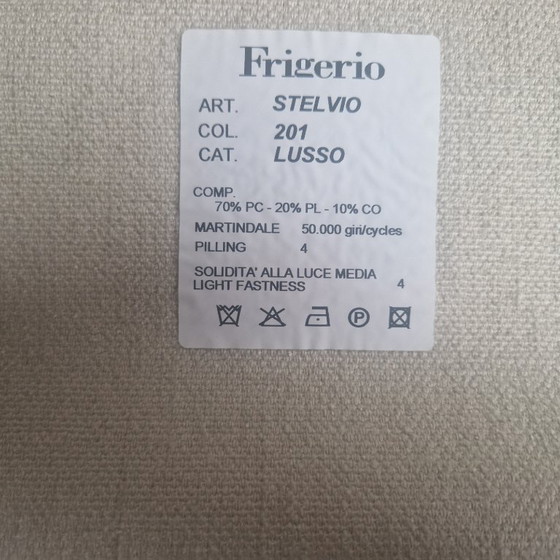 Frigerio
ART. STELVIO
COL. 201
CAT. LUSSO
COMP.
70% PC - 20% PL - 10% CO
MARTINDALE 50.000 giri/cycles
PILLING 4
SOLIDITA' ALLA LUCE MEDIA
LIGHT FASTNESS 4
P